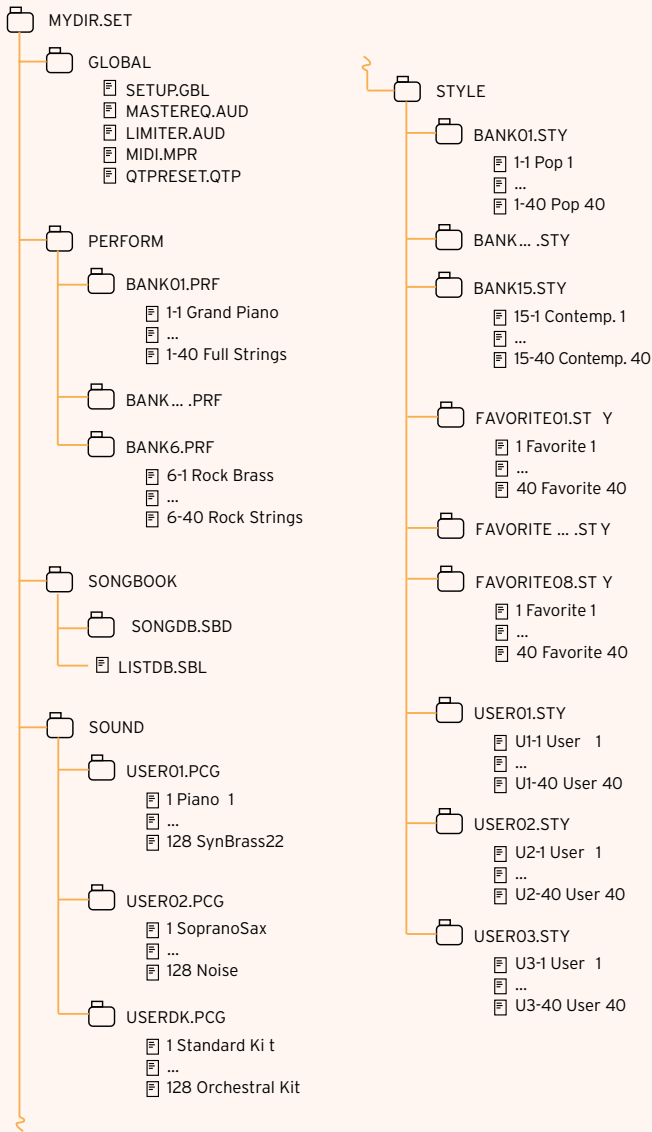 MYDIR.SET
GLOBAL
SETUP.GBL
MASTEREQ.AUD
LIMITER.AUD
MIDI.MPR
QTPRESET.QTP
PERFORM
BANK01.PRF
1-1 Grand Piano
...
1-40 Full Strings
BANK... .PRF
BANK6.PRF
6-1 Rock Brass
...
6-40 Rock Strings
SONGBOOK
SONGDB.SBD
LISTDB.SBL
SOUND
USER01.PCG
1 Piano 1
...
128 SynBrass22
USER02.PCG
1 SopranoSax
...
128 Noise
USERDK.PCG
1 Standard Ki t
...
128 Orchestral Kit
STYLE
BANK01.STY
1-1 Pop 1
...
1-40 Pop 40
BANK... .STY
BANK15.STY
15-1 Contemp. 1
...
15-40 Contemp. 40
FAVORITE01.ST Y
1 Favorite 1
...
40 Favorite 40
FAVORITE ... .ST Y
FAVORITE08.ST Y
1 Favorite 1
...
40 Favorite 40
USER01.STY
U1-1 User 1
...
U1-40 User 40
USER02.STY
U2-1 User 1
...
U2-40 User 40
USER03.STY
U3-1 User 1
...
U3-40 User 40